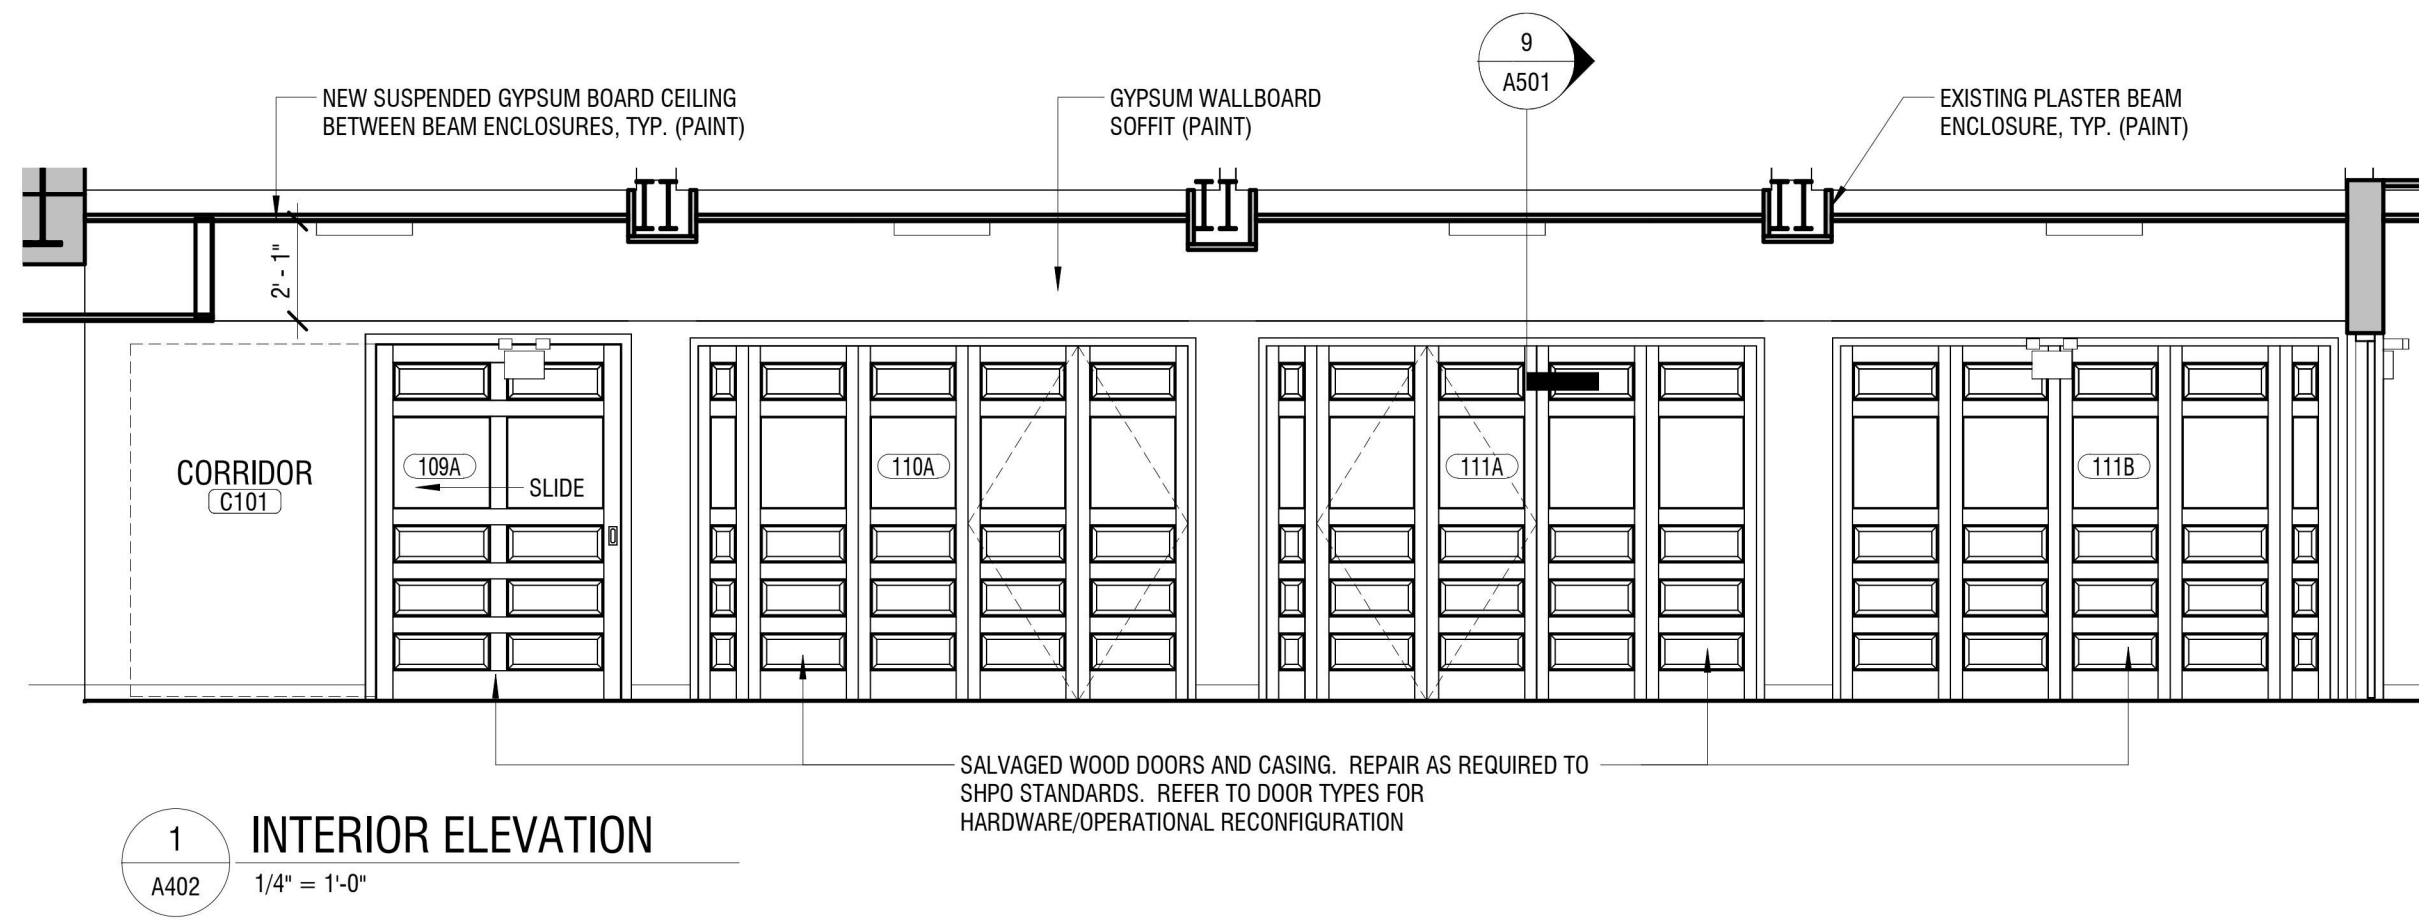 9
A501
NEW SUSPENDED GYPSUM BOARD CEILING
BETWEEN BEAM ENCLOSURES, TYP. (PAINT)
GYPSUM WALLBOARD
SOFFIT (PAINT)
EXISTING PLASTER BEAM
ENCLOSURE, TYP. (PAINT)
2' - 1"
CORRIDOR
C101
109A
SLIDE
110A
111A
111B
SALVAGED WOOD DOORS AND CASING. REPAIR AS REQUIRED TO
SHPO STANDARDS. REFER TO DOOR TYPES FOR
HARDWARE/OPERATIONAL RECONFIGURATION
1
A402
INTERIOR ELEVATION
1/4" = 1'-0"